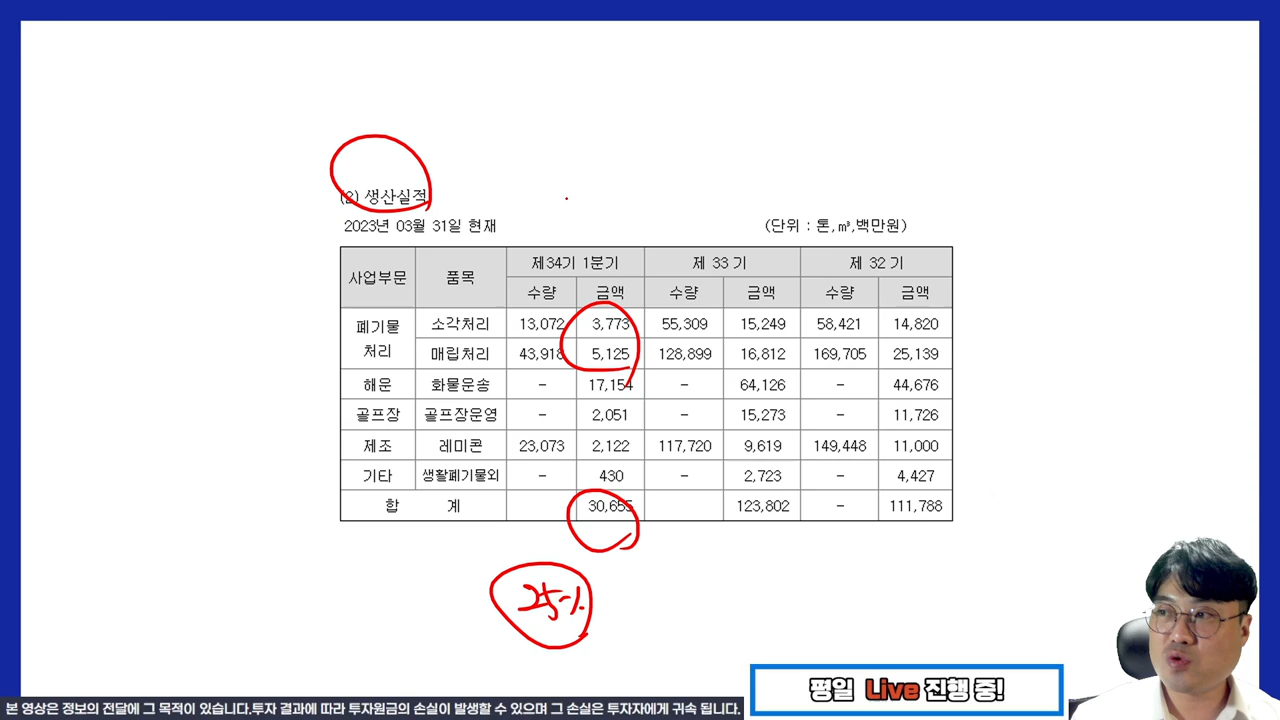 (2) 생산실적
2023년 03월 31일 현재 (단위 : 톤,㎥,백만원)
사업부문 품목 제34기 1분기 제 33 기 제 32 기
수량 금액 수량 금액 수량 금액
폐기물 처리 소각처리 13,072 3,773 55,309 15,249 58,421 14,820
매립처리 43,918 5,125 128,899 16,812 169,705 25,139
해운 화물운송 - 17,154 - 64,126 - 44,676
골프장 골프장운영 - 2,051 - 15,273 - 11,726
제조 레미콘 23,073 2,122 117,720 9,619 149,448 11,000
기타 생활폐기물외 - 430 - 2,723 - 4,427
합 계 30,655 123,802 - 111,788
25%
평일 Live 진행 중!
본 영상은 정보의 전달에 그 목적이 있습니다.투자 결과에 따라 투자원금의 손실이 발생할 수 있으며 그 손실은 투자자에게 귀속 됩니다.